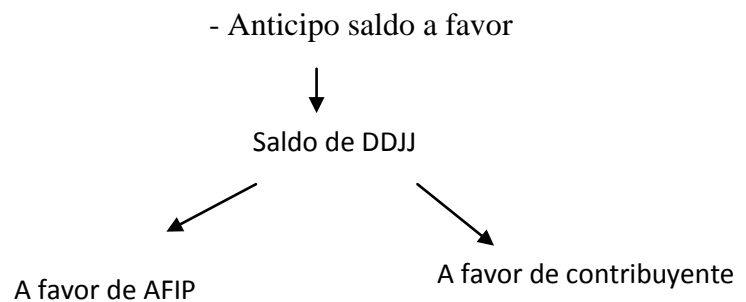 - Anticipo saldo a favor
Saldo de DDJJ
A favor de AFIP
A favor de contribuyente